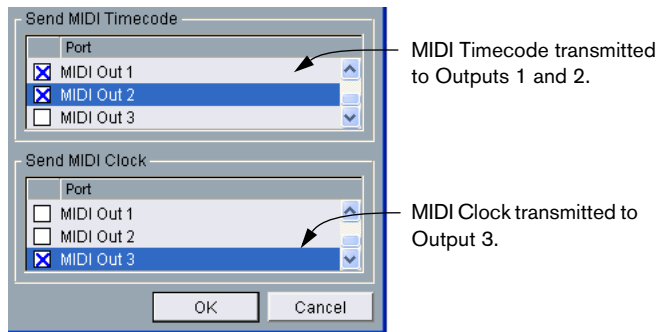 Send MIDI Timecode
Port
MIDI Out 1
MIDI Out 2
MIDI Out 3
MIDI Timecode transmitted
to Outputs 1 and 2.
Send MIDI Clock
Port
MIDI Out 1
MIDI Out 2
MIDI Out 3
MIDI Clock transmitted to
Output 3.
OK
Cancel